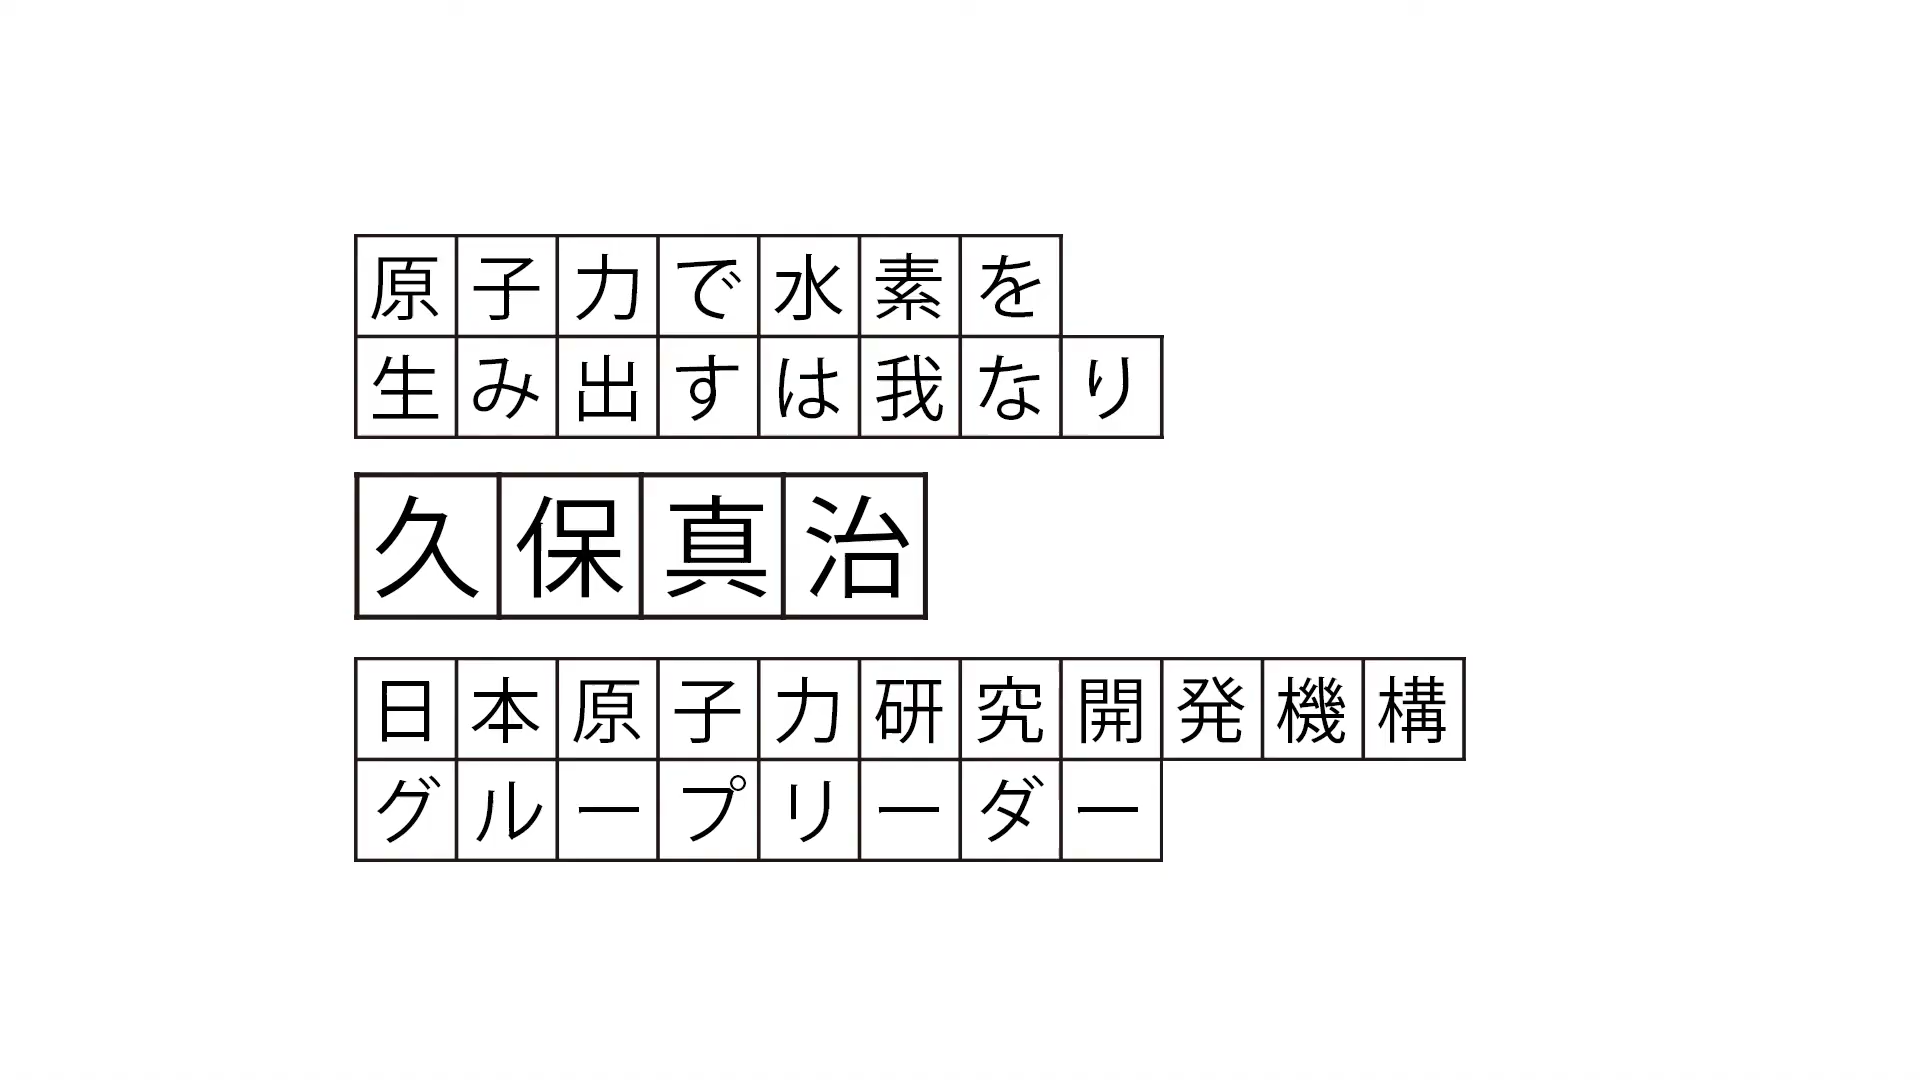 原子力で水素を
生み出すは我なり
久保真治
日本原子力研究開発機構
グループリーダー